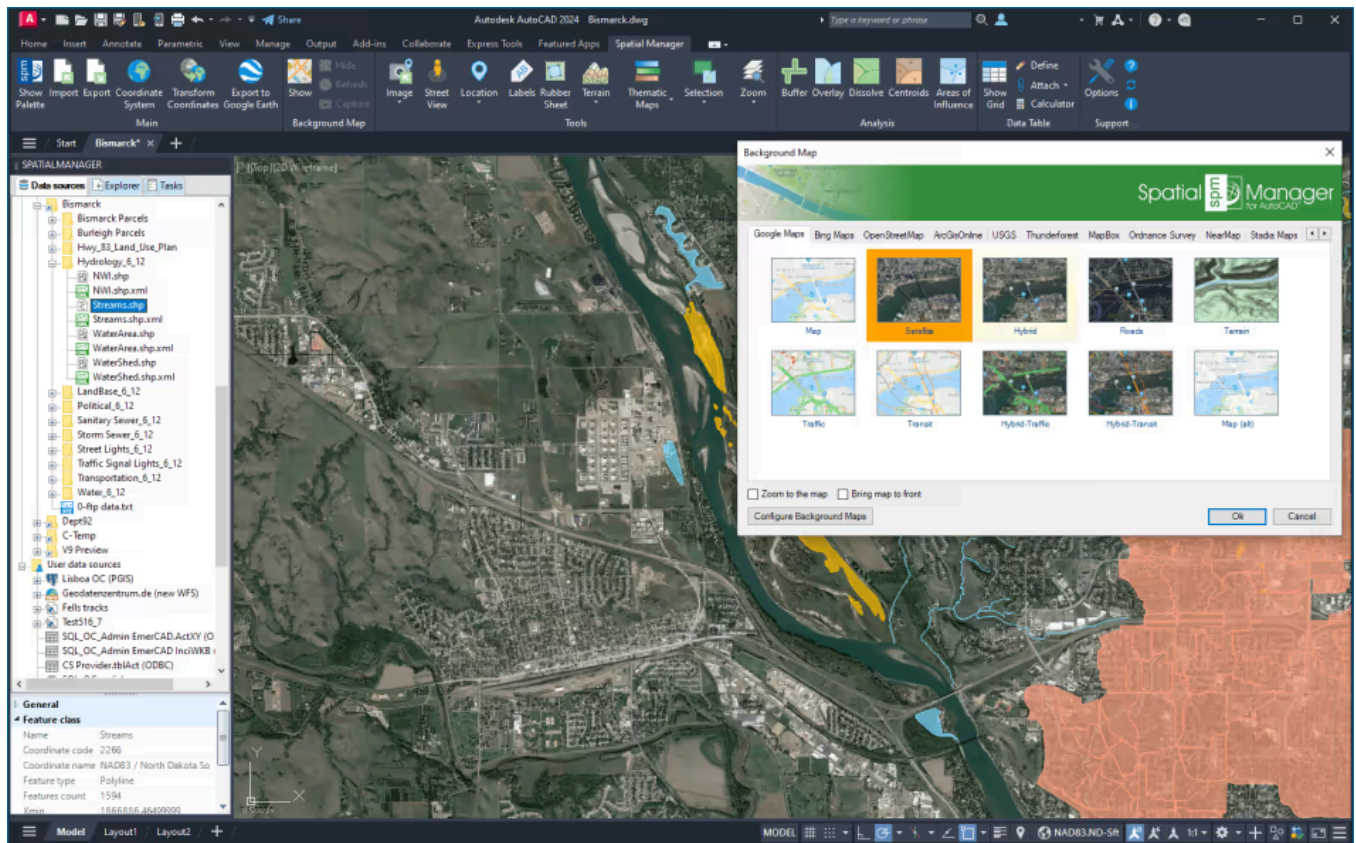 A Share Autodesk AutoCAD 2024 Bismarck.dwg Type a keyword or phrase
Home Insert Annotate Parametric View Manage Output Add-ins Collaborate Express Tools Featured Apps Spatial Manager
Show Palette Import Export Coordinate System Transform Coordinates Export to Google Earth
Main
Show Hide Refresh Capture
Background Map
Image Street View Location Labels Rubber Sheet Terrain Thematic Maps Selection Zoom
Tools
Buffer Overlay Dissolve Centroids Areas of Influence
Analysis
Show Grid Define Attach Calculator
Data Table
Options
Support
Start Bismarck* +
SPATIALMANAGER
Data sources Explorer Tasks
Bismarck
Bismarck Parcels
Burleigh Parcels
Hwy_83_Land_Use_Plan
Hydrology_6_12
NWI.shp
NWI.shp.xml
Streams.shp
Streams.shp.xml
WaterArea.shp
WaterArea.shp.xml
WaterShed.shp
WaterShed.shp.xml
LandBase_6_12
Political_6_12
Sanitary Sewer_6_12
Storm Sewer_6_12
Street Lights_6_12
Traffic Signal Lights_6_12
Transportation_6_12
Water_6_12
0-ftp data.txt
Dept92
C-Temp
V9 Preview
User data sources
Lisboa OC (PGIS)
Geodatenzentrum.de (new WFS)
Fells tracks
Test516_7
SQL_OC_Admin EmerCAD.ActXY (O
SQL_OC_Admin EmerCAD InciWKB
CS Provider.tblAct (ODBC)
General
Feature class
Name Streams
Coordinate code 2266
Coordinate name NAD83 / North Dakota So
Feature type Polyline
Features count 1594
Xmin 1866886.46499999
[-][Top][2D Wireframe]
Y
X
Background Map
Spatial spm Manager
for AutoCAD
Google Maps Bing Maps OpenStreetMap ArcGisOnline USGS Thunderforest MapBox Ordnance Survey NearMap Stadia Maps
Map Satellite Hybrid Roads Terrain
Traffic Transit Hybrid-Traffic Hybrid-Transit Map (alt)
Zoom to the map Bring map to front
Configure Background Maps Ok Cancel
Model Layout1 Layout2 +
MODEL NAD83.ND-Sft 1:1